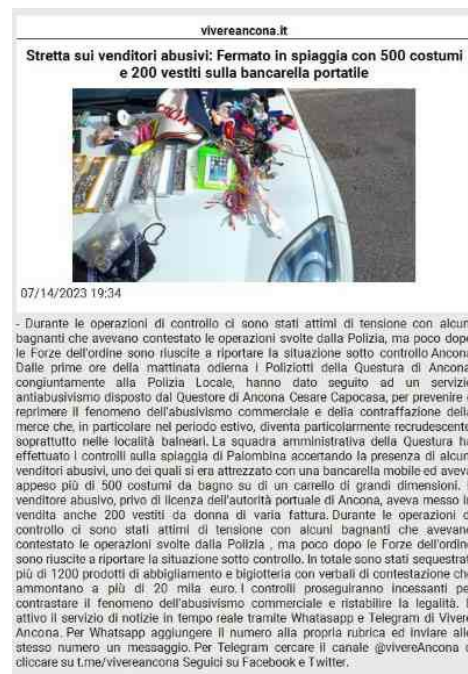 vivereancona.it
Stretta sui venditori abusivi: Fermato in spiaggia con 500 costumi
e 200 vestiti sulla bancarella portatile
07/14/2023 19:34
- Durante le operazioni di controllo ci sono stati attimi di tensione con alcun
bagnanti che avevano contestato le operazioni svolte dalla Polizia, ma poco dopo
le Forze dell'ordine sono riuscite a riportare la situazione sotto controllo Ancona
Dalle prime ore della mattinata odierna i Poliziotti della Questura di Ancona
congiuntamente alla Polizia Locale, hanno dato seguito ad un servizi
antiabusivismo disposto dal Questore di Ancona Cesare Capocasa, per prevenire
reprimere il fenomeno dell'abusivismo commerciale e della contraffazione della
merce che, in particolare nel periodo estivo, diventa particolarmente recrudescente
soprattutto nelle località balneari. La squadra amministrativa della Questura ha
effettuato i controlli sulla spiaggia di Palombina accertando la presenza di alcun
venditori abusivi, uno dei quali si era attrezzato con una bancarella mobile ed avev
appeso più di 500 costumi da bagno su di un carrello di grandi dimensioni.
venditore abusivo, privo di licenza dell'autorità portuale di Ancona, aveva messo i
vendita anche 200 vestiti da donna di varia fattura. Durante le operazioni d
controllo ci sono stati attimi di tensione con alcuni bagnanti che avevano
contestato le operazioni svolte dalla Polizia , ma poco dopo le Forze dell'ordine
sono riuscite a riportare la situazione sotto controllo. In totale sono stati sequestrat
più di 1200 prodotti di abbigliamento e bigiotteria con verbali di contestazione che
ammontano a più di 20 mila euro. I controlli proseguiranno incessanti pe
contrastare il fenomeno dell'abusivismo commerciale e ristabilire la legalità.
attivo il servizio di notizie in tempo reale tramite Whatasapp e Telegram di Vivere
Ancona. Per Whatsapp aggiungere il numero alla propria rubrica ed inviare allo
stesso numero un messaggio. Per Telegram cercare il canale @vivereAncona o
cliccare su t.me/vivereancona Seguici su Facebook e Twitter.